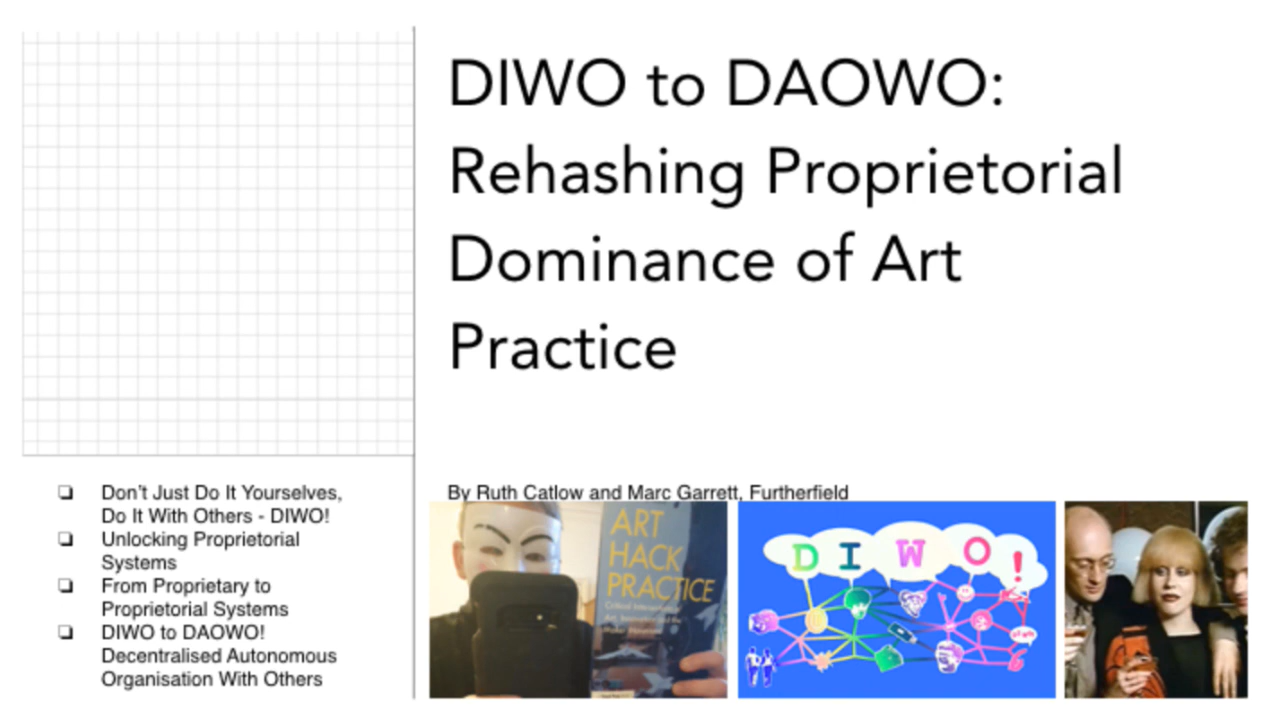 DIWO to DAOWO:
Rehashing Proprietorial
Dominance of Art
Practice
❏ Don't Just Do It Yourselves,
Do It With Others - DIWO!
❏ Unlocking Proprietorial
Systems
❏ From Proprietary to
Proprietorial Systems
❏ DIWO to DAOWO!
Decentralised Autonomous
Organisation With Others
By Ruth Catlow and Marc Garrett, Furtherfield
ART
HACK
PRACTICE
DIWO!